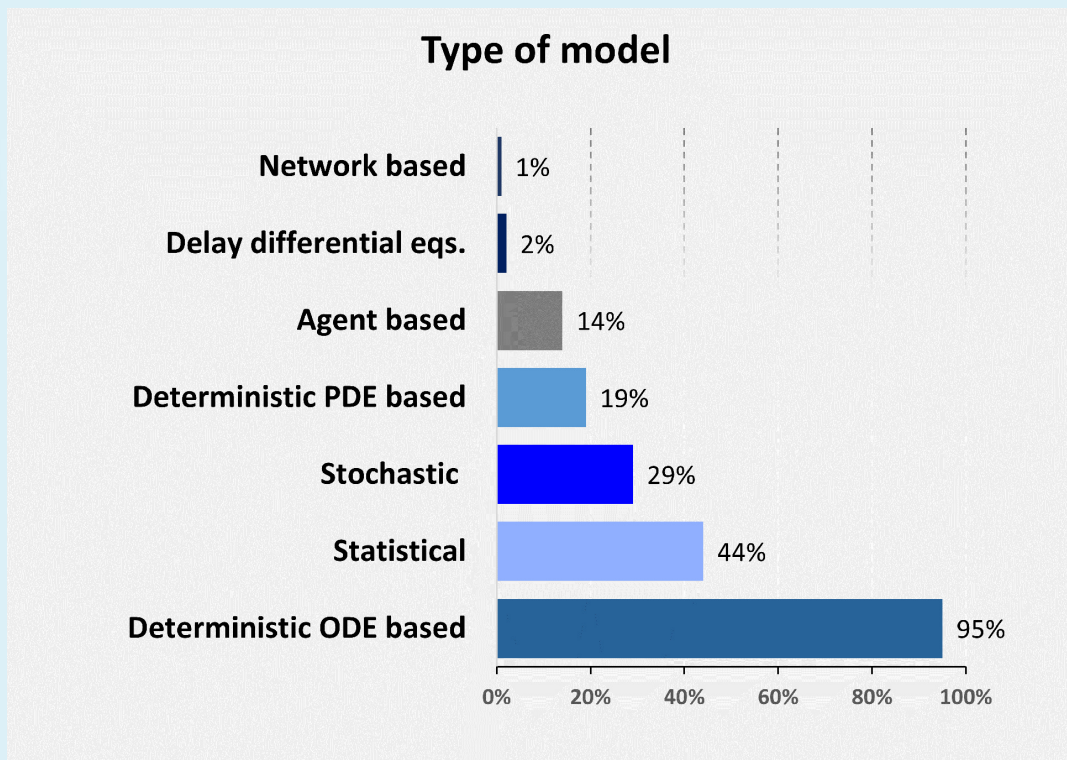 Type of model
Network based 1%
Delay differential eqs. 2%
Agent based 14%
Deterministic PDE based 19%
Stochastic 29%
Statistical 44%
Deterministic ODE based 95%
0% 20% 40% 60% 80% 100%